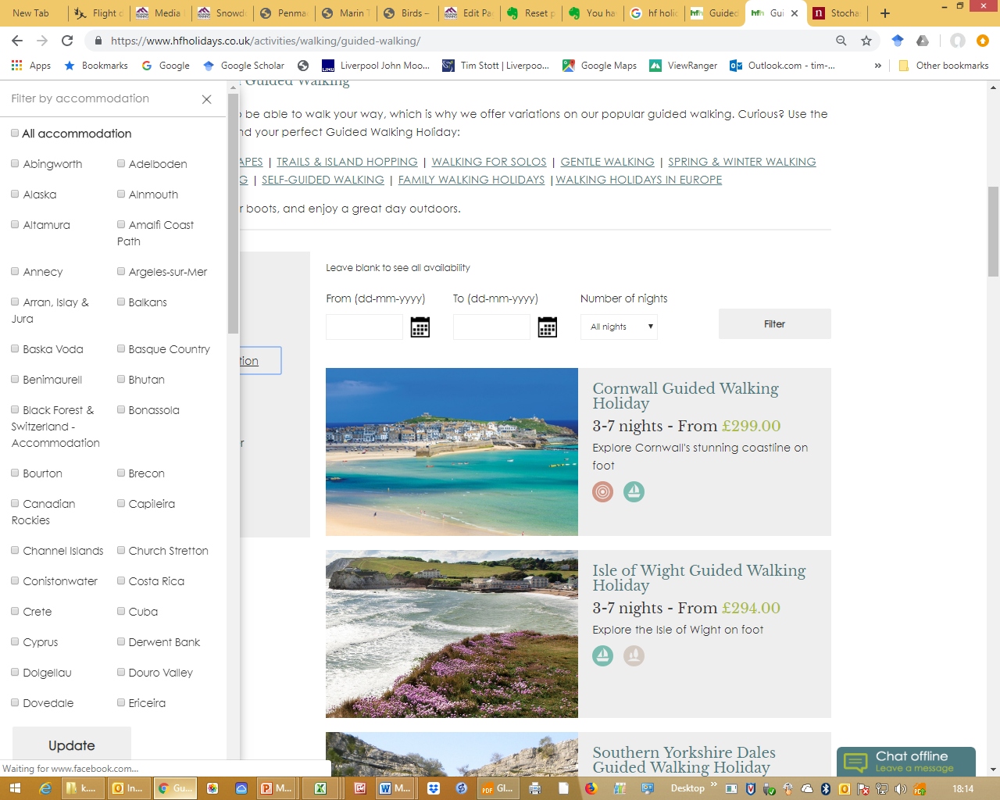 New Tab
Flight d
Media
Snowd
Penma
Marin T
Birds –
Edit Pa
Reset p
You ha
hf holic
Guided
Gui
Stocha
https://www.hfholidays.co.uk/activities/walking/guided-walking/
Apps
Bookmarks
Google
Google Scholar
Liverpool John Moo...
Tim Stott | Liverpoo...
Google Maps
ViewRanger
Outlook.com - tim-...
»
Other bookmarks
Filter by accommodation
All accommodation
Abingworth
Adelboden
Alaska
Alnmouth
Altamura
Amalfi Coast
Path
Annecy
Argeles-sur-Mer
Arran, Islay &
Jura
Balkans
Baska Voda
Basque Country
Benimaurell
Bhutan
Black Forest &
Switzerland -
Accommodation
Bonassola
Bourton
Brecon
Canadian
Rockies
Capileira
Channel Islands
Church Stretton
Conistonwater
Costa Rica
Crete
Cuba
Cyprus
Derwent Bank
Dolgellau
Douro Valley
Dovedale
Ericeira
Update
Waiting for www.facebook.com...
Guided Walking
be able to walk your way, which is why we offer variations on our popular guided walking. Curious? Use the
nd your perfect Guided Walking Holiday:
APES | TRAILS & ISLAND HOPPING | WALKING FOR SOLOS | GENTLE WALKING | SPRING & WINTER WALKING
G | SELF-GUIDED WALKING | FAMILY WALKING HOLIDAYS |WALKING HOLIDAYS IN EUROPE
r boots, and enjoy a great day outdoors.
tion
er
Leave blank to see all availability
From (dd-mm-yyyy)
To (dd-mm-yyyy)
Number of nights
All nights
Filter
Cornwall Guided Walking
Holiday
3-7 nights - From £299.00
Explore Cornwall's stunning coastline on
foot
Isle of Wight Guided Walking
Holiday
3-7 nights - From £294.00
Explore the Isle of Wight on foot
Southern Yorkshire Dales
Guided Walking Holiday
Chat offline
Leave a message
k....
In...
Gu...
M...
M...
Gl...
Desktop
»
18:14